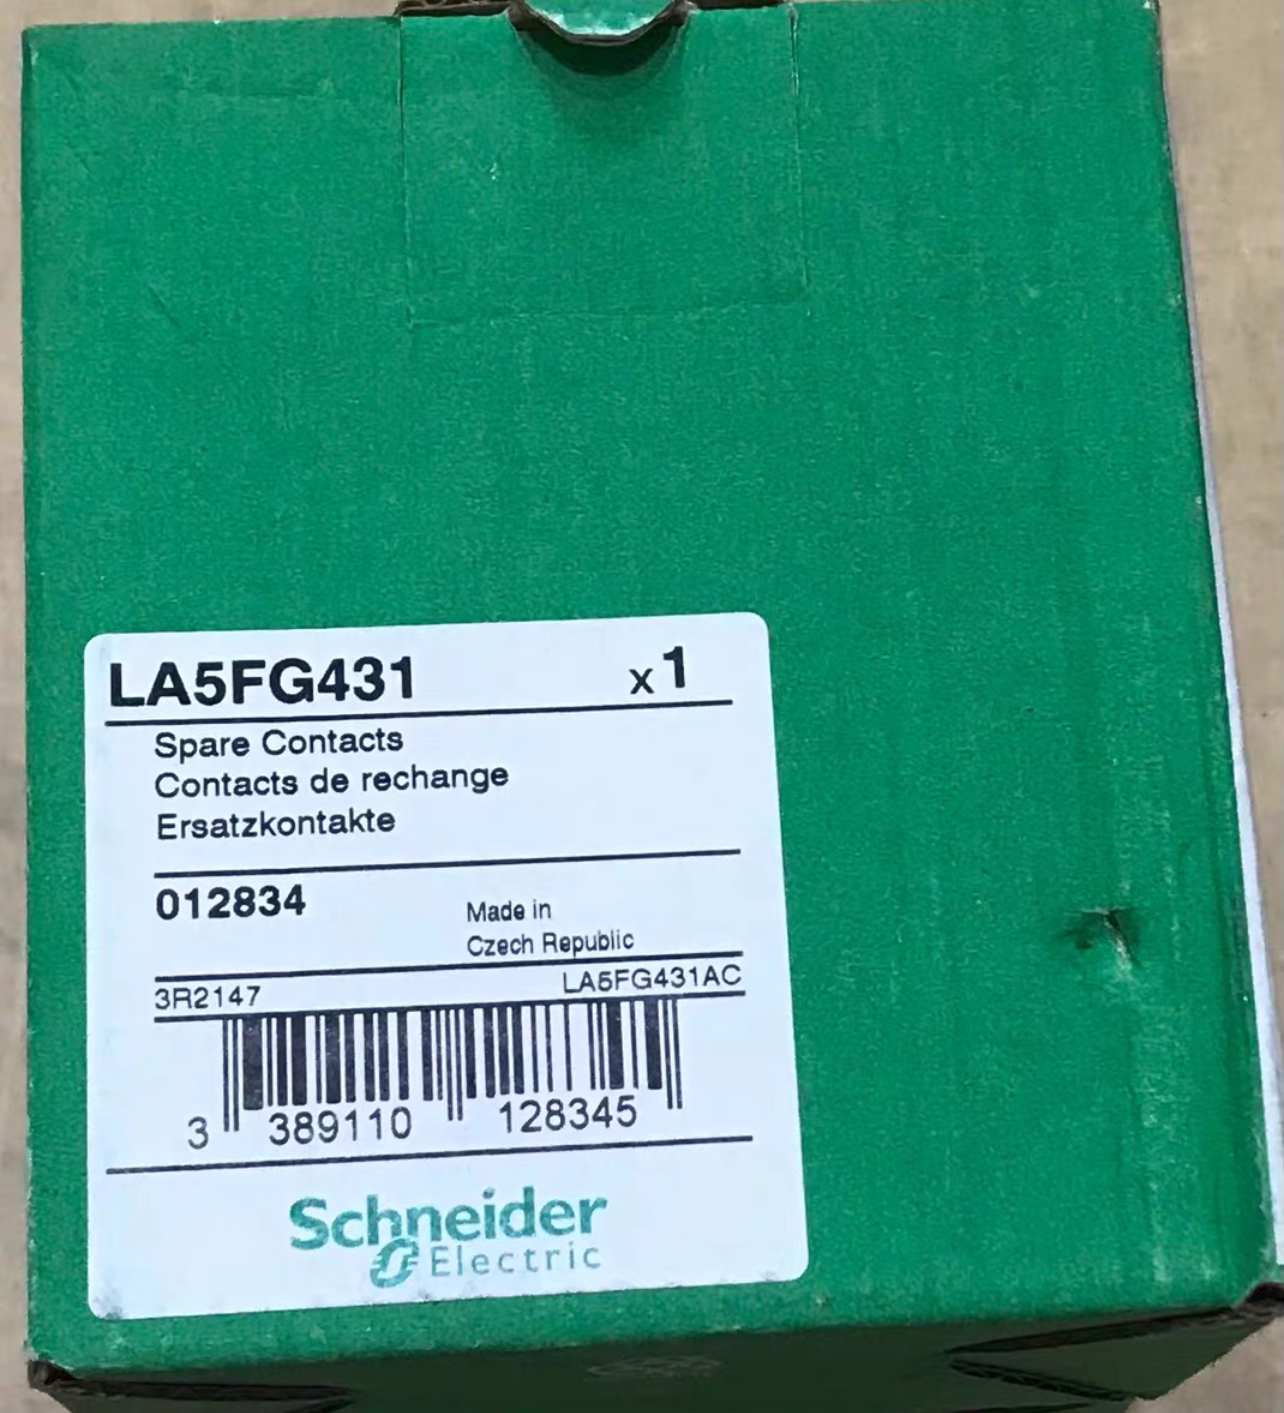 LA5FG431 x1
Spare Contacts
Contacts de rechange
Ersatzkontakte
012834
Made in
Czech Republic
3R2147 LA5FG431AC
3 389110 128345
Schneider
Electric